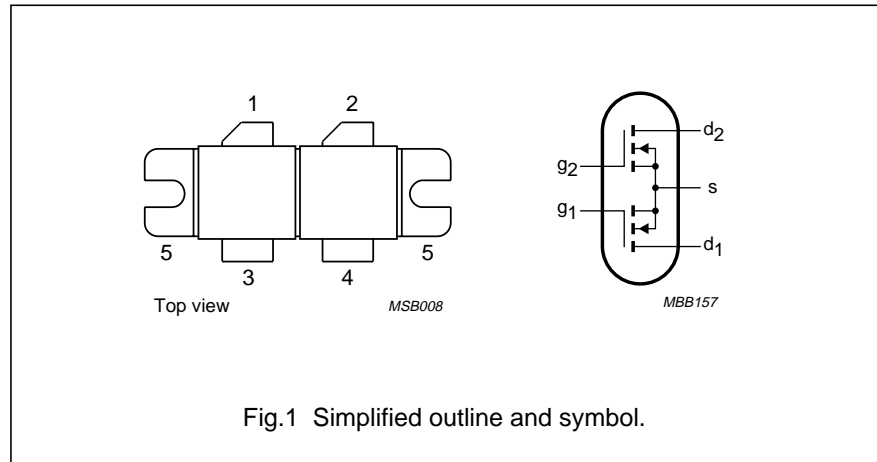 1 2
5 5
3 4
Top view MSB008
d2
g2
s
g1
d1
MBB157
Fig.1 Simplified outline and symbol.